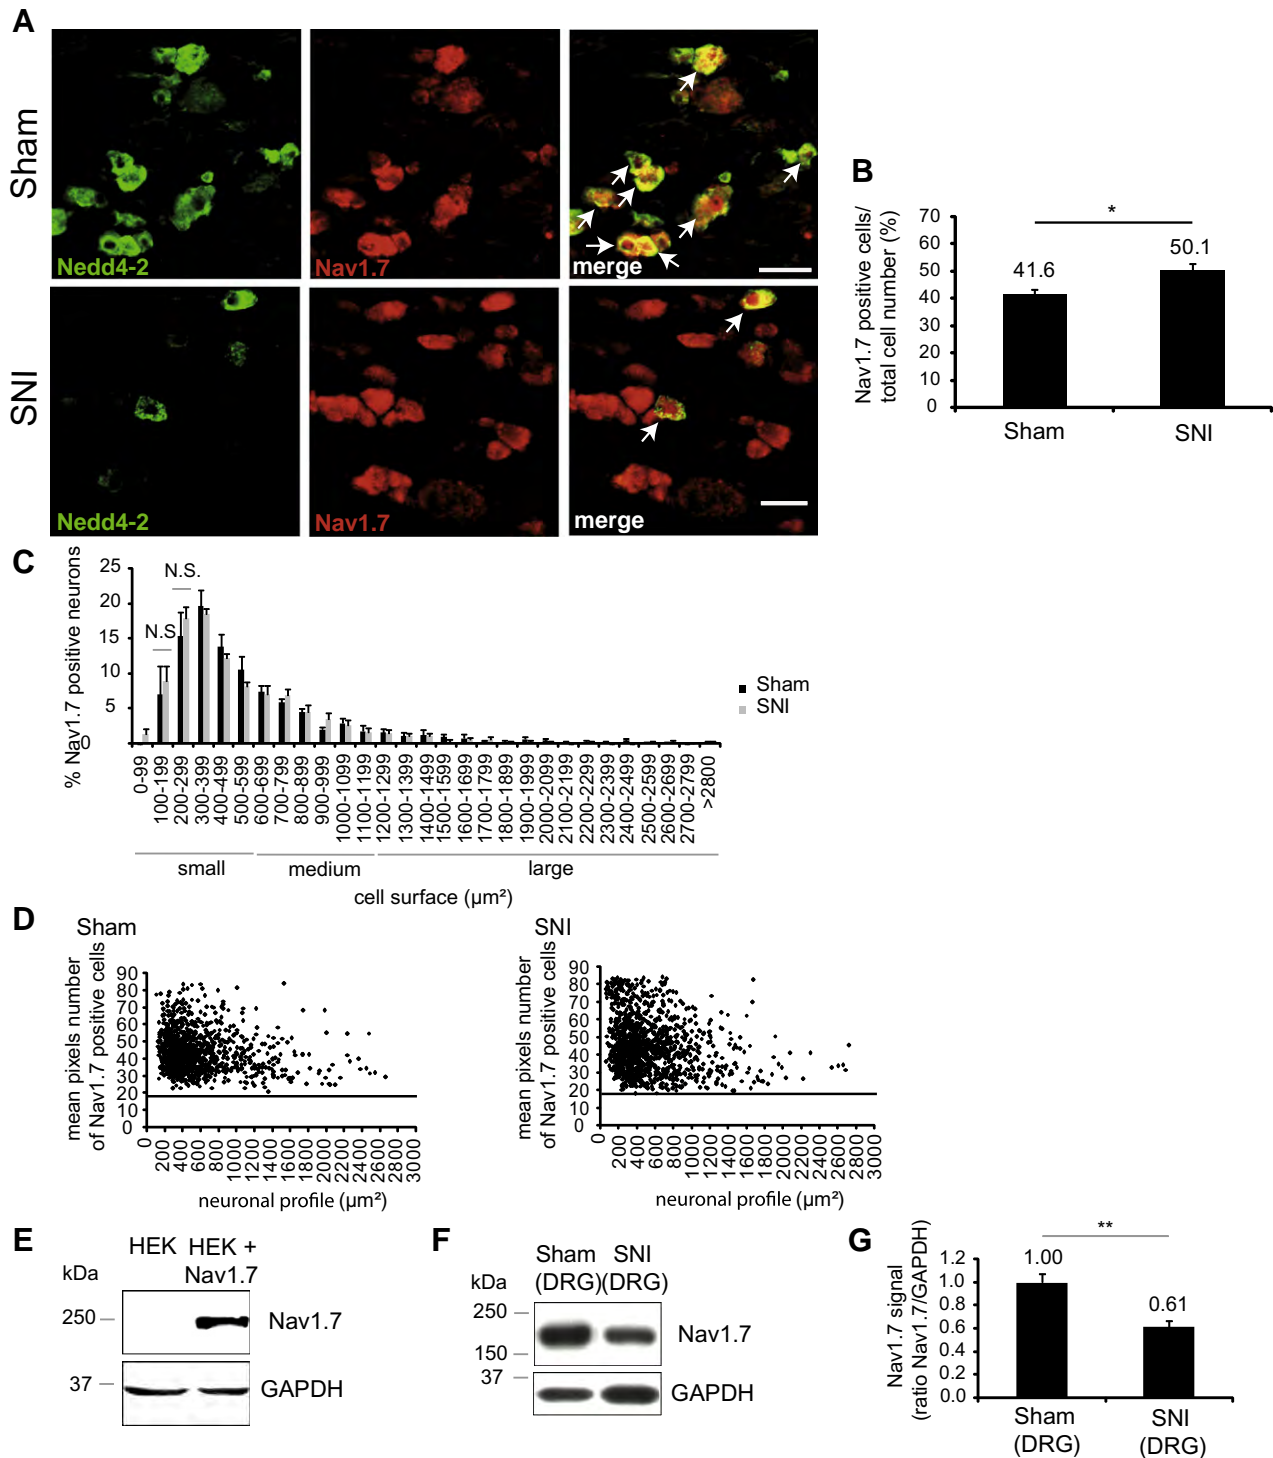 A
Sham
Nedd4-2
Nav1.7
merge
SNI
Nedd4-2
Nav1.7
merge
B
Nav1.7 positive cells/
total cell number (%)
70
60
50
40
30
20
10
0
*
41.6
50.1
Sham
SNI
C
% Nav1.7 positive neurons
25
20
15
10
5
0
N.S.
N.S
Sham
SNI
0-99
100-199
200-299
300-399
400-499
500-599
600-699
700-799
800-899
900-999
1000-1099
1100-1199
1200-1299
1300-1399
1400-1499
1500-1599
1600-1699
1700-1799
1800-1899
1900-1999
2000-2099
2100-2199
2200-2299
2300-2399
2400-2499
2500-2599
2600-2699
2700-2799
>2800
small
medium
large
cell surface (µm²)
D
Sham
mean pixels number
of Nav1.7 positive cells
90
80
70
60
50
40
30
20
10
0
0
200
400
600
800
1000
1200
1400
1600
1800
2000
2200
2400
2600
2800
3000
neuronal profile (µm²)
SNI
mean pixels number
of Nav1.7 positive cells
90
80
70
60
50
40
30
20
10
0
0
200
400
600
800
1000
1200
1400
1600
1800
2000
2200
2400
2600
2800
3000
neuronal profile (µm²)
E
HEK
HEK +
Nav1.7
kDa
250
Nav1.7
37
GAPDH
F
Sham
(DRG)
SNI
(DRG)
kDa
250
150
Nav1.7
37
GAPDH
G
Nav1.7 signal
(ratio Nav1.7/GAPDH)
1.2
1.0
0.8
0.6
0.4
0.2
0.0
**
1.00
0.61
Sham
(DRG)
SNI
(DRG)